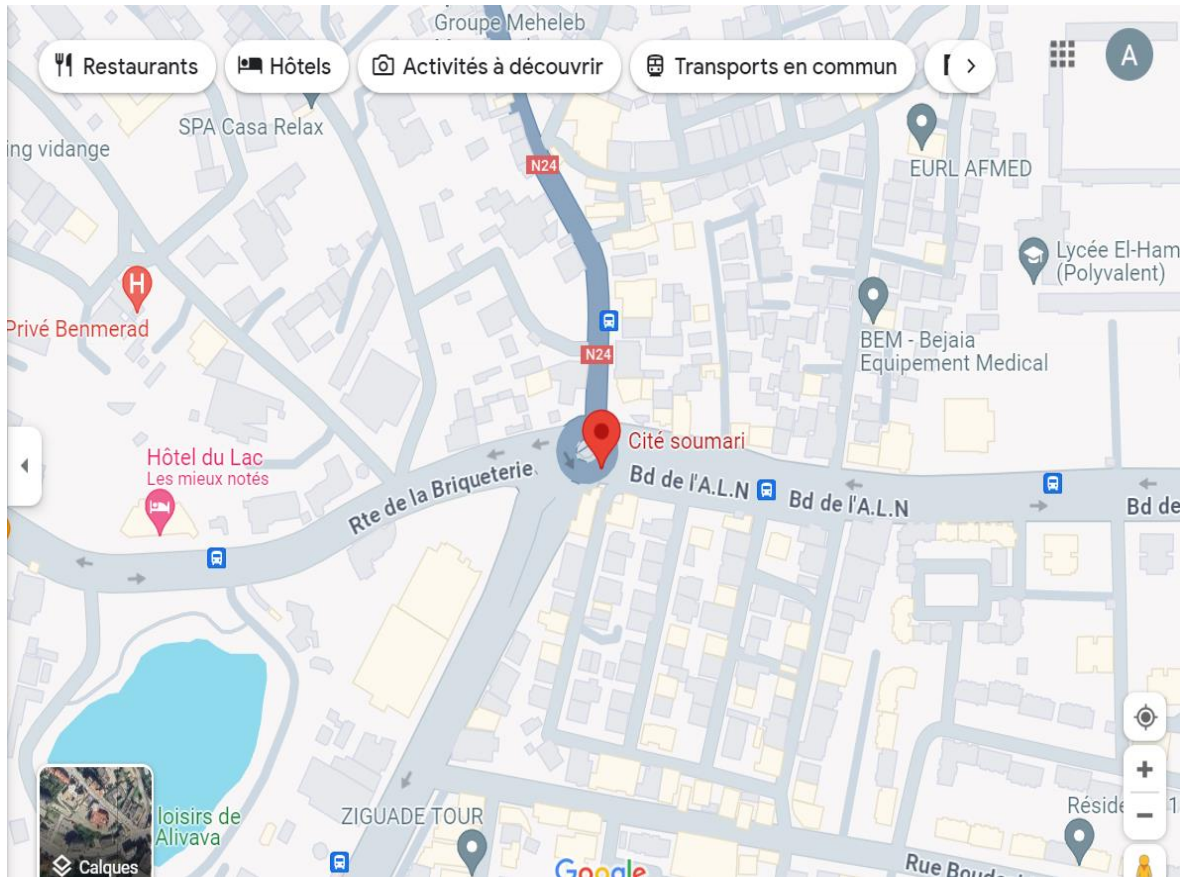 Groupe Meheleb
Restaurants
Hôtels
Activités à découvrir
Transports en commun
A
SPA Casa Relax
ing vidange
N24
EURL AFMED
Lycée El-Ham
(Polyvalent)
H
Privé Benmerad
N24
BEM - Bejaia
Equipement Medical
Cité soumari
Hôtel du Lac
Les mieux notés
Rte de la Briqueterie
Bd de l'A.L.N
Bd de l'A.L.N
Bd de
loisirs de
Alivava
ZIGUADE TOUR
Calques
Google
Réside
1
Rue Boud